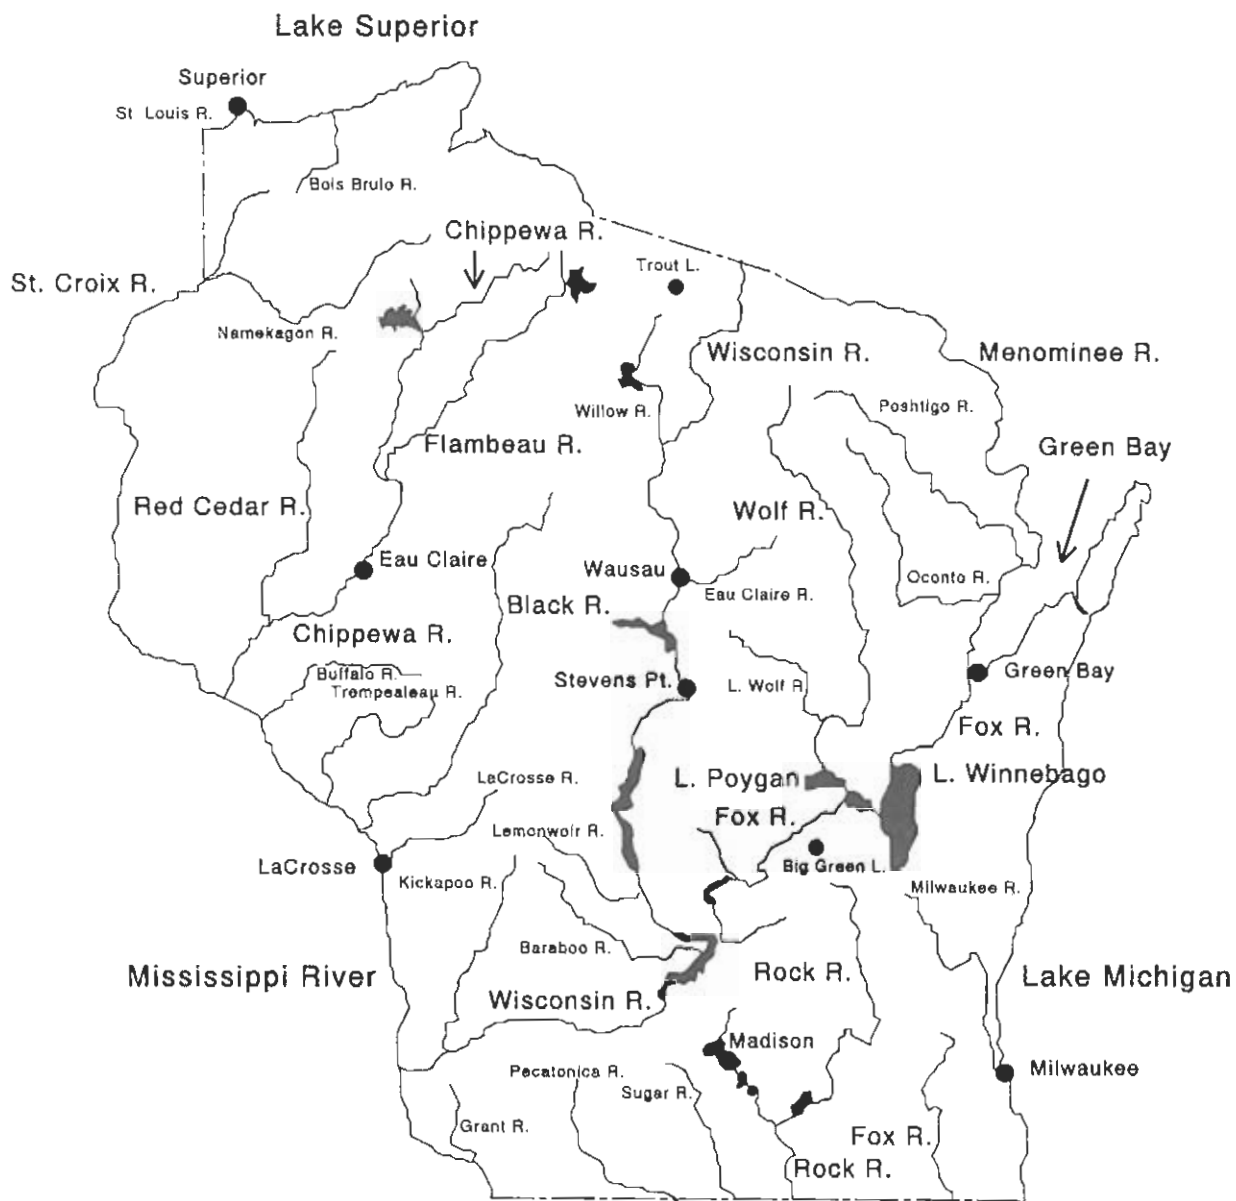 Lake Superior
Superior
St. Louis R.
Bois Brulo R.
Chippewa R.
Trout L.
St. Croix R.
Namekagon R.
Wisconsin R.
Menominee R.
Willow R.
Poshtigo R.
Flambeau R.
Green Bay
Red Cedar R.
Wolf R.
Eau Claire
Wausau
Oconto R.
Eau Claire R.
Black R.
Chippewa R.
Buffalo R.
Trempealeau R.
Stevens Pt.
L. Wolf R.
Green Bay
Fox R.
LaCrosse R.
L. Poygan
L. Winnebago
Fox R.
Lemonwoir R.
LaCrosse
Kickapoo R.
Big Green L.
Milwaukee R.
Baraboo R.
Mississippi River
Rock R.
Lake Michigan
Wisconsin R.
Madison
Pecatonica R.
Milwaukee
Sugar R.
Grant R.
Fox R.
Rock R.